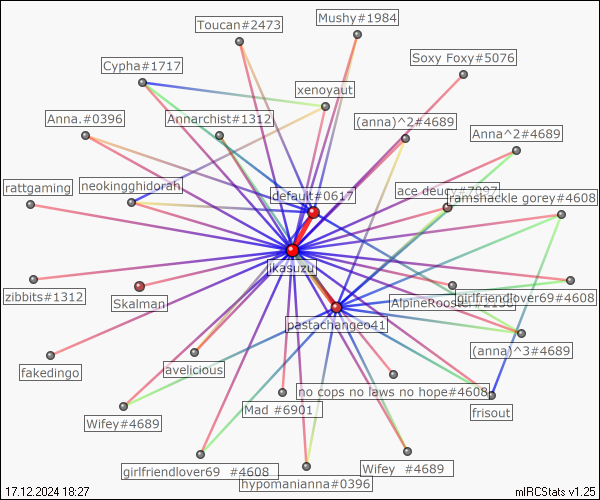 Mushy#1984
Toucan#2473
Soxy Foxy#5076
Cypha#1717
xenoyaut
Anna.#0396
Annarchist#1312
(anna)^2#4689
Anna^2#4689
rattgaming
neokingghidorah
default#0617
ace deucy#7097
ramshackle gorey#4608
ikasuzu
zibbits#1312
Skalman
AlpineRooster#2156
girlfriendlover69#4608
pastachangeo41
fakedingo
avelicious
(anna)^3#4689
no cops no laws no hope#4608
Wifey#4689
Mad #6901
frisout
girlfriendlover69 #4608
hypomanianna#0396
Wifey #4689
17.12.2024 18:27
mIRCStats v1.25